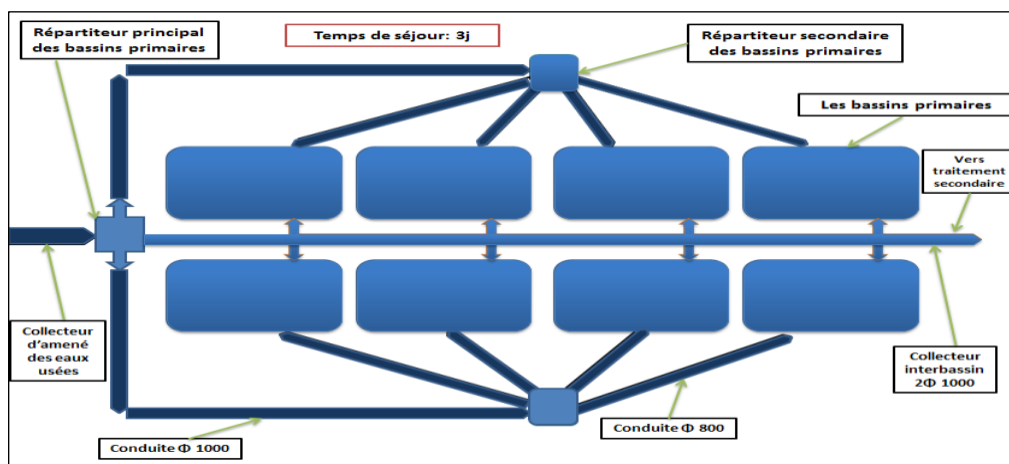 Répartiteur principal
des bassins primaires
Temps de séjour: 3j
Répartiteur secondaire
des bassins primaires
Les bassins primaires
Vers
traitement
secondaire
Collecteur
d'amené
des eaux
usées
Collecteur
interbassin
2Φ 1000
Conduite Φ 1000
Conduite Φ 800